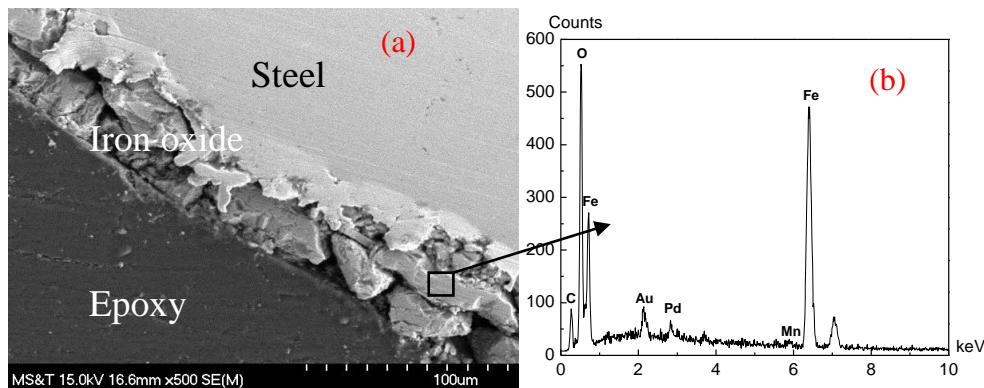 (a)
Steel
Iron oxide
Epoxy
MS&T 15.0kV 16.6mm x500 SE(M)
100um
Counts
(b)
600
500
400
300
200
100
0
O
Fe
C
Au
Pd
Mn
Fe
0 2 4 6 8 10
keV